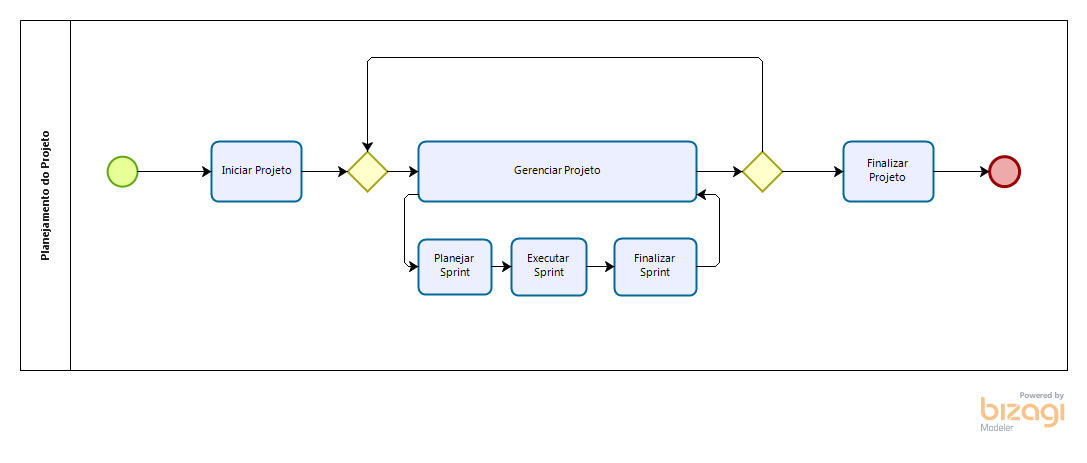 Planejamento do Projeto
Iniciar Projeto
Gerenciar Projeto
Finalizar
Projeto
Planejar
Sprint
Executar
Sprint
Finalizar
Sprint
Powered by
bizagi
Modeler